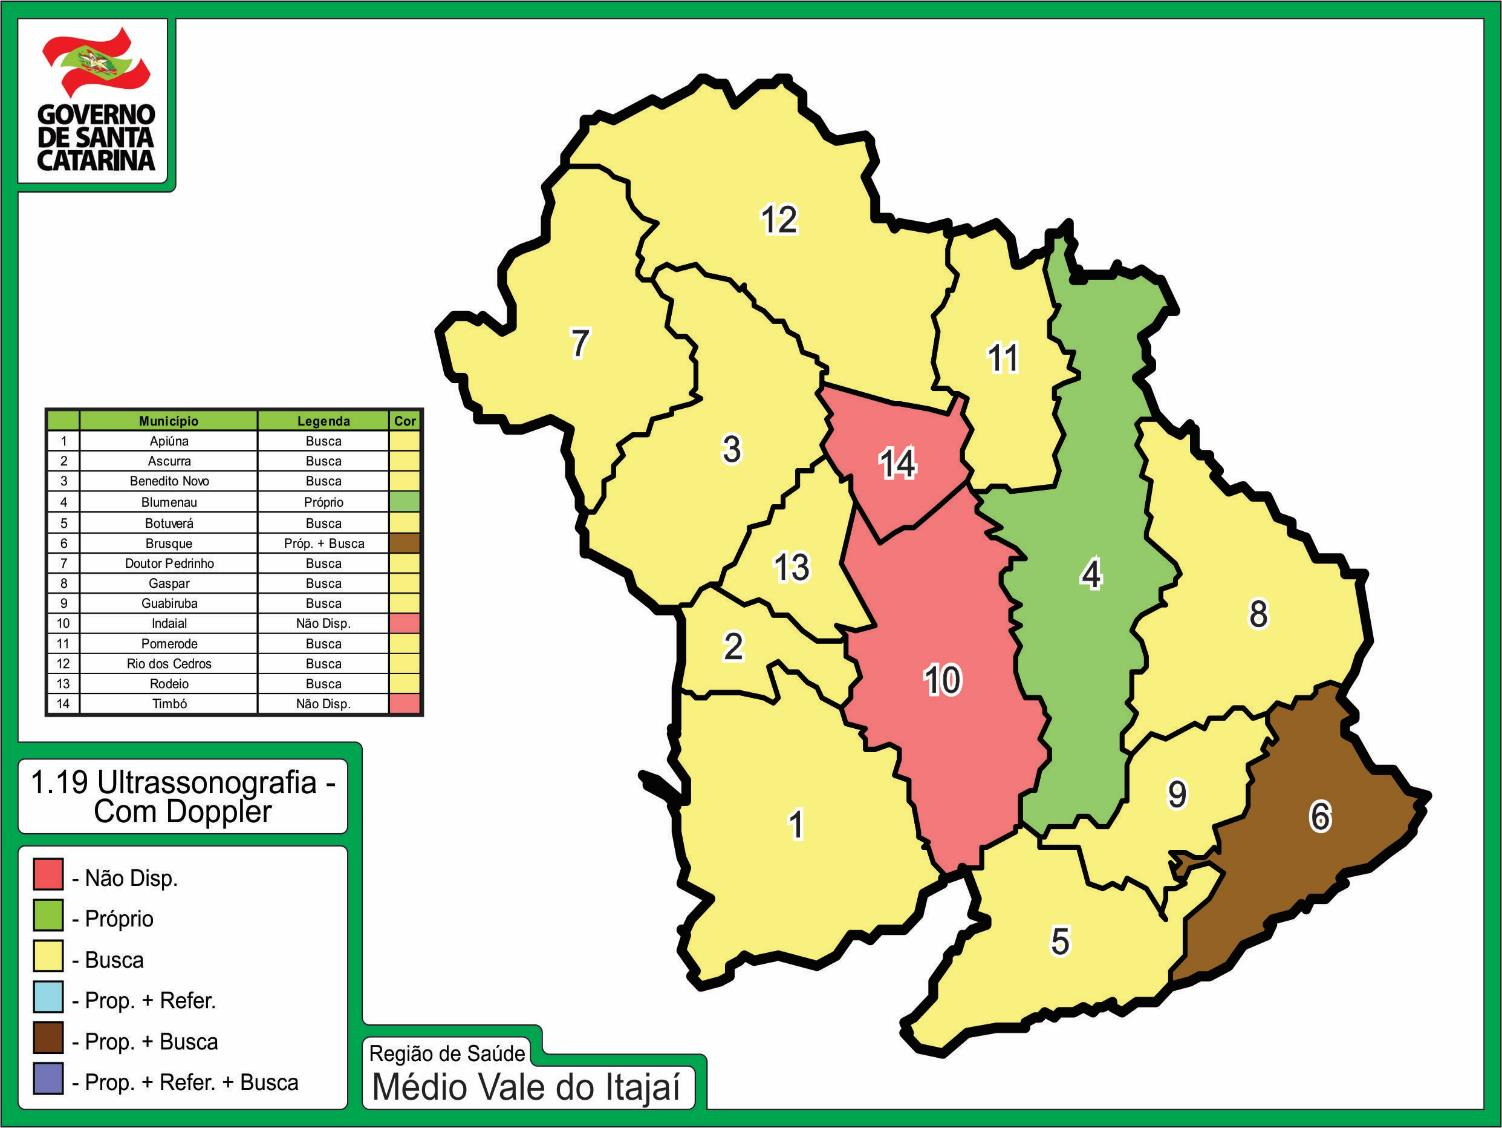 GOVERNO
DE SANTA
CATARINA
12
7
11
3
14
13
4
8
2
10
1
9
6
5
Município Legenda Cor
1 Apiúna Busca
2 Ascurra Busca
3 Benedito Novo Busca
4 Blumenau Próprio
5 Botuverá Busca
6 Brusque Próp. + Busca
7 Doutor Pedrinho Busca
8 Gaspar Busca
9 Guabiruba Busca
10 Indaial Não Disp.
11 Pomerode Busca
12 Rio dos Cedros Busca
13 Rodeio Busca
14 Timbó Não Disp.
1.19 Ultrassonografia -
Com Doppler
- Não Disp.
- Próprio
- Busca
- Prop. + Refer.
- Prop. + Busca
- Prop. + Refer. + Busca
Região de Saúde
Médio Vale do Itajaí